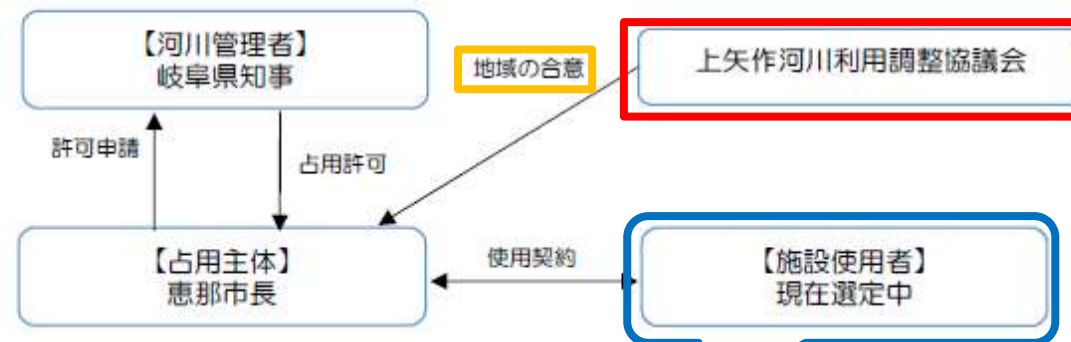 【河川管理者】
岐阜県知事
地域の合意
上矢作河川利用調整協議会
許可申請
占用許可
【占用主体】
恵那市長
使用契約
【施設使用者】
現在選定中